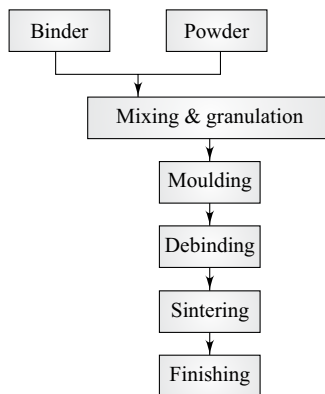 Binder
Powder
Mixing & granulation
Moulding
Debinding
Sintering
Finishing